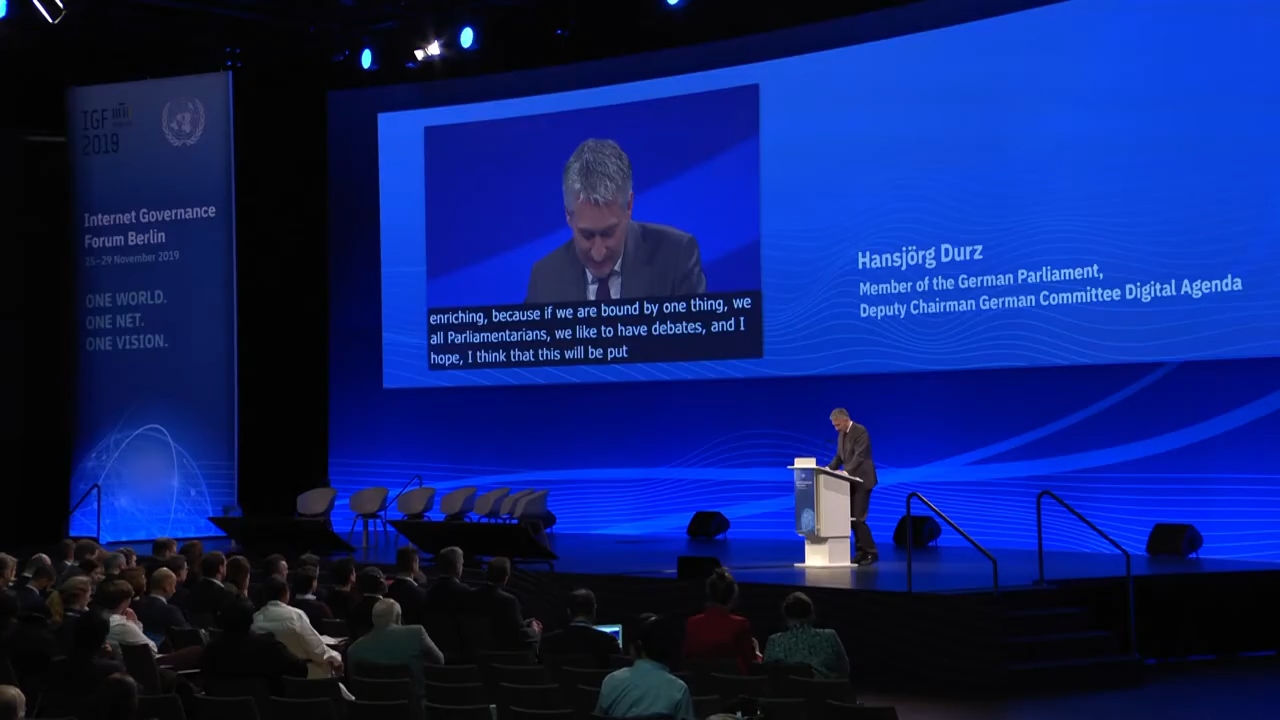 IGF
2019
Internet Governance
Forum Berlin
25–29 November 2019
ONE WORLD.
ONE NET.
ONE VISION.
enriching, because if we are bound by one thing, we
all Parliamentarians, we like to have debates, and I
hope, I think that this will be put
Hansjörg Durz
Member of the German Parliament,
Deputy Chairman German Committee Digital Agenda